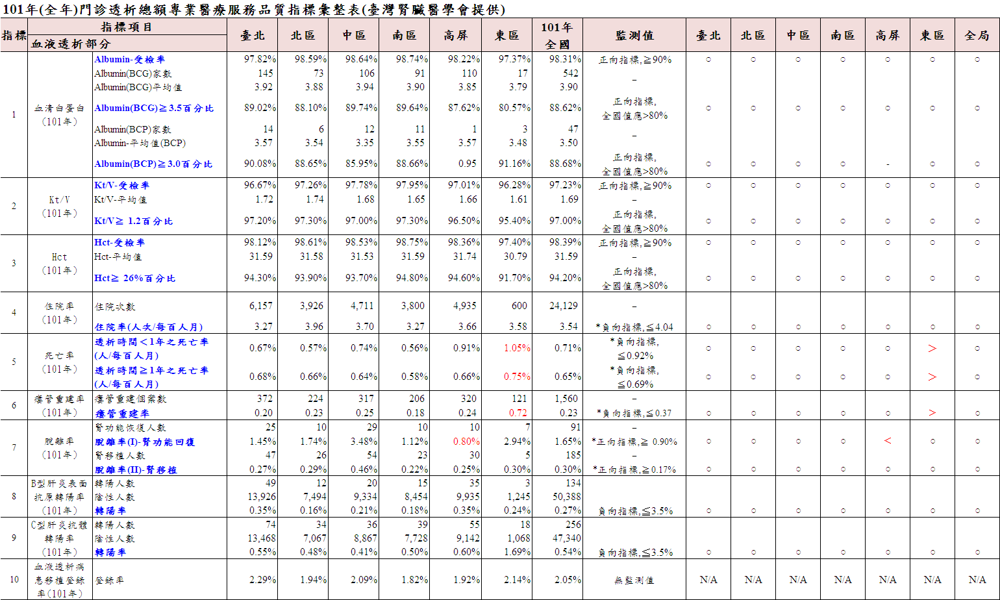 101年(全年)門診透析總額專業醫療服務品質指標彙整表(臺灣腎臟醫學會提供)
指標 指標項目 臺北 北區 中區 南區 高屏 東區 101年 全國 監測值 臺北 北區 中區 南區 高屏 東區 全局
血液透析部分
1 血清白蛋白 (101年)
Albumin-受檢率 97.82% 98.59% 98.64% 98.74% 98.22% 97.37% 98.31% 正向指標,≧90% ○ ○ ○ ○ ○ ○ ○
Albumin(BCG)家數 145 73 106 91 110 17 542 –
Albumin(BCG)平均值 3.92 3.88 3.94 3.90 3.85 3.79 3.90
Albumin(BCG)≧3.5百分比 89.02% 88.10% 89.74% 89.64% 87.62% 80.57% 88.62% 正向指標, 全國值應>80% ○ ○ ○ ○ ○ ○ ○
Albumin(BCP)家數 14 6 12 11 1 3 47 –
Albumin-平均值(BCP) 3.57 3.54 3.35 3.55 3.57 3.48 3.50
Albumin(BCP)≧3.0百分比 90.08% 88.65% 85.95% 88.66% 0.95 91.16% 88.68% 正向指標, 全國值應>80% ○ ○ ○ ○ - ○ ○
2 Kt/V (101年)
Kt/V-受檢率 96.67% 97.26% 97.78% 97.95% 97.01% 96.28% 97.23% 正向指標,≧90% ○ ○ ○ ○ ○ ○ ○
Kt/V-平均值 1.72 1.74 1.68 1.65 1.66 1.61 1.69 –
Kt/V≧ 1.2百分比 97.20% 97.30% 97.00% 97.30% 96.50% 95.40% 97.00% 正向指標, 全國值應>80% ○ ○ ○ ○ ○ ○ ○
3 Hct (101年)
Hct-受檢率 98.12% 98.61% 98.53% 98.75% 98.36% 97.40% 98.39% 正向指標,≧90% ○ ○ ○ ○ ○ ○ ○
Hct-平均值 31.59 31.58 31.53 31.59 31.74 30.79 31.59 –
Hct≧ 26%百分比 94.30% 93.90% 93.70% 94.80% 94.60% 91.70% 94.20% 正向指標, 全國值應>80% ○ ○ ○ ○ ○ ○ ○
4 住院率 (101年)
住院次數 6,157 3,926 4,711 3,800 4,935 600 24,129 –
住院率(人次/每百人月) 3.27 3.96 3.70 3.27 3.66 3.58 3.54 *負向指標,≦4.04 ○ ○ ○ ○ ○ ○ ○
5 死亡率 (101年)
透析時間＜1年之死亡率 (人/每百人月) 0.67% 0.57% 0.74% 0.56% 0.91% 1.05% 0.71% *負向指標, ≦0.92% ○ ○ ○ ○ ○ ＞ ○
透析時間≧1年之死亡率 (人/每百人月) 0.68% 0.66% 0.64% 0.58% 0.66% 0.75% 0.65% *負向指標, ≦0.69% ○ ○ ○ ○ ○ ＞ ○
6 瘻管重建率 (101年)
瘻管重建個案數 372 224 317 206 320 121 1,560 –
瘻管重建率 0.20 0.23 0.25 0.18 0.24 0.72 0.23 *負向指標,≦0.37 ○ ○ ○ ○ ○ ＞ ○
7 脫離率 (101年)
腎功能恢復人數 25 10 29 10 10 7 91 –
脫離率(I)-腎功能回復 1.45% 1.74% 3.48% 1.12% 0.80% 2.94% 1.65% *正向指標,≧ 0.90% ○ ○ ○ ○ ＜ ○ ○
腎移植人數 47 26 54 23 30 5 185 –
脫離率(II)-腎移植 0.27% 0.29% 0.46% 0.22% 0.25% 0.30% 0.30% *正向指標,≧0.17% ○ ○ ○ ○ ○ ○ ○
8 B型肝炎表面抗原轉陽率 (101年)
轉陽人數 49 12 20 15 35 3 134
陰性人數 13,926 7,494 9,334 8,454 9,935 1,245 50,388
轉陽率 0.35% 0.16% 0.21% 0.18% 0.35% 0.24% 0.27% 負向指標,≦3.5% ○ ○ ○ ○ ○ ○ ○
9 C型肝炎抗體轉陽率 (101年)
轉陽人數 74 34 36 39 55 18 256
陰性人數 13,468 7,067 8,867 7,728 9,142 1,068 47,340
轉陽率 0.55% 0.48% 0.41% 0.50% 0.60% 1.69% 0.54% 負向指標,≦3.5% ○ ○ ○ ○ ○ ○ ○
10 血液透析病患移植登錄率(101年)
登錄率 2.29% 1.94% 2.09% 1.82% 1.92% 2.14% 2.05% 無監測值 N/A N/A N/A N/A N/A N/A N/A